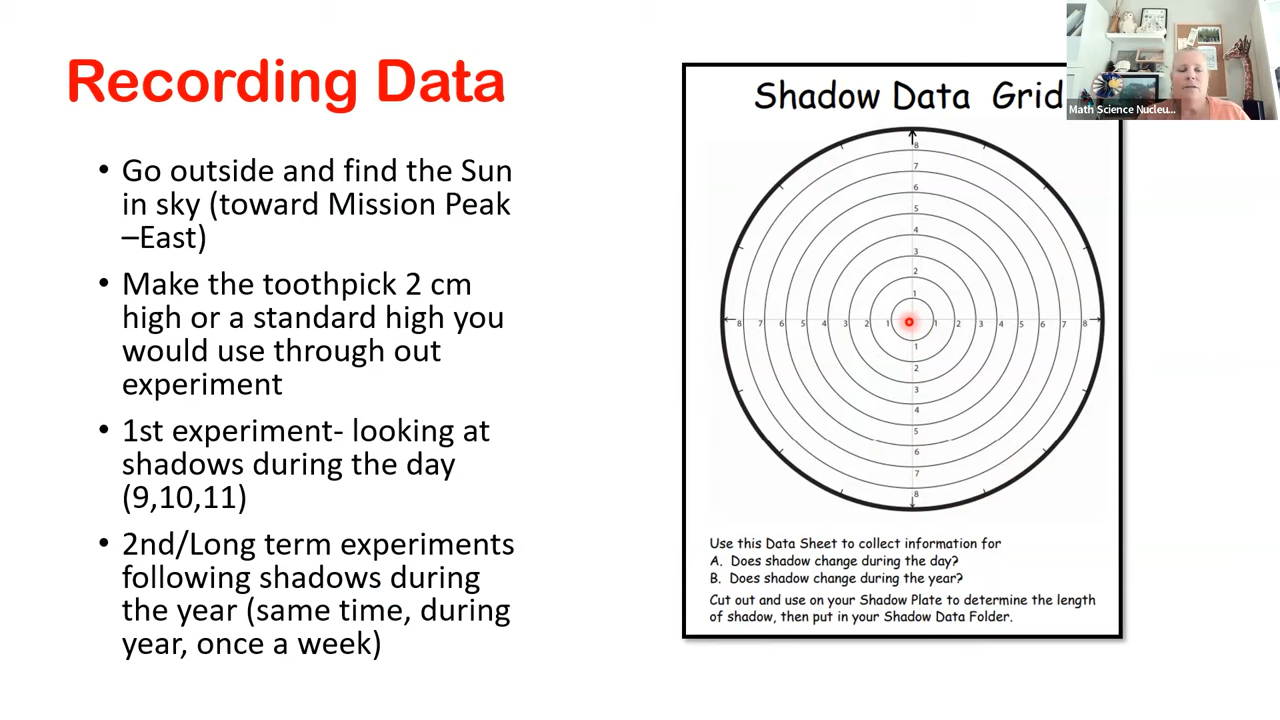 Recording Data
• Go outside and find the Sun
in sky (toward Mission Peak
–East)
• Make the toothpick 2 cm
high or a standard high you
would use through out
experiment
• 1st experiment- looking at
shadows during the day
(9,10,11)
• 2nd/Long term experiments
following shadows during
the year (same time, during
year, once a week)
Shadow Data Grid
8
7
6
5
4
3
2
1
8 7 6 5 4 3 2 1 1 2 3 4 5 6 7 8
1
2
3
4
5
6
7
8
Use this Data Sheet to collect information for
A. Does shadow change during the day?
B. Does shadow change during the year?
Cut out and use on your Shadow Plate to determine the length
of shadow, then put in your Shadow Data Folder.
Math Science Nucleu...